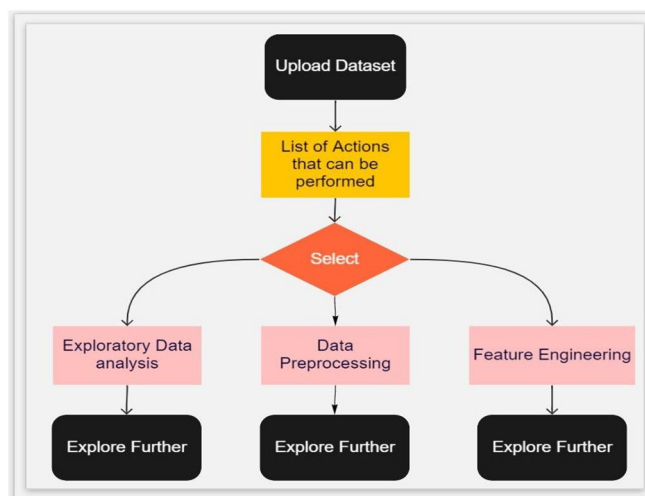 Upload Dataset
List of Actions
that can be
performed
Select
Exploratory Data
analysis
Data
Preprocessing
Feature Engineering
Explore Further
Explore Further
Explore Further